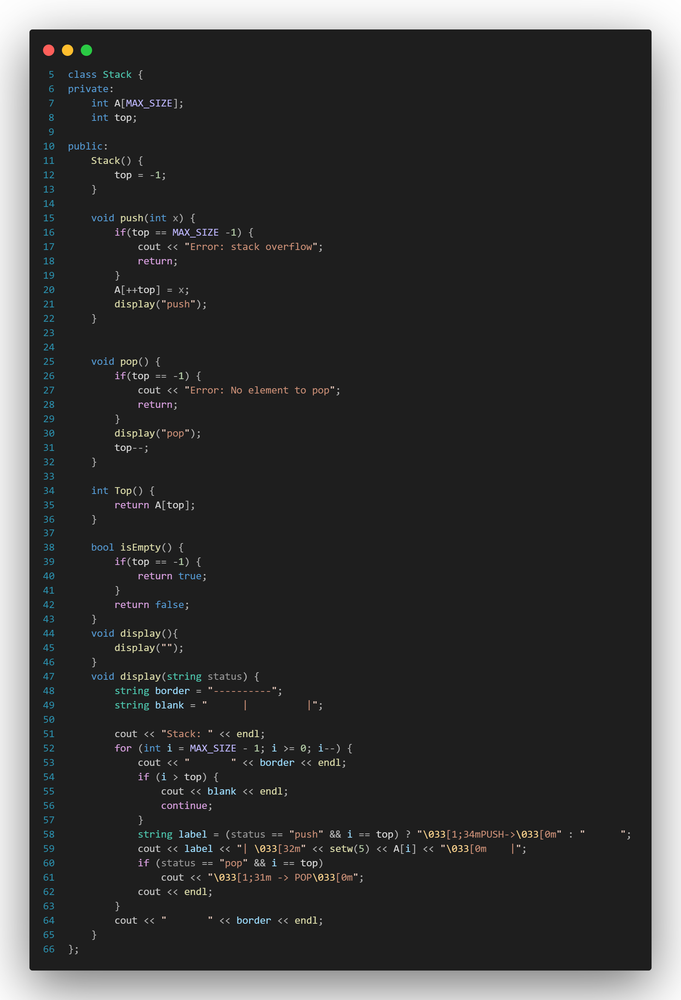 5 class Stack {
6 private:
7     int A[MAX_SIZE];
8     int top;
9
10 public:
11     Stack() {
12         top = -1;
13     }
14
15     void push(int x) {
16         if(top == MAX_SIZE -1) {
17             cout << "Error: stack overflow";
18             return;
19         }
20         A[++top] = x;
21         display("push");
22     }
23
24
25     void pop() {
26         if(top == -1) {
27             cout << "Error: No element to pop";
28             return;
29         }
30         display("pop");
31         top--;
32     }
33
34     int Top() {
35         return A[top];
36     }
37
38     bool isEmpty() {
39         if(top == -1) {
40             return true;
41         }
42         return false;
43     }
44     void display(){
45         display("");
46     }
47     void display(string status) {
48         string border = "----------";
49         string blank = "      |          |";
50
51         cout << "Stack: " << endl;
52         for (int i = MAX_SIZE - 1; i >= 0; i--) {
53             cout << "       " << border << endl;
54             if (i > top) {
55                 cout << blank << endl;
56                 continue;
57             }
58             string label = (status == "push" && i == top) ? "\033[1;34mPUSH->\033[0m" : "      ";
59             cout << label << "| \033[32m" << setw(5) << A[i] << "\033[0m    |";
60             if (status == "pop" && i == top)
61                 cout << "\033[1;31m -> POP\033[0m";
62             cout << endl;
63         }
64         cout << "       " << border << endl;
65     }
66 };